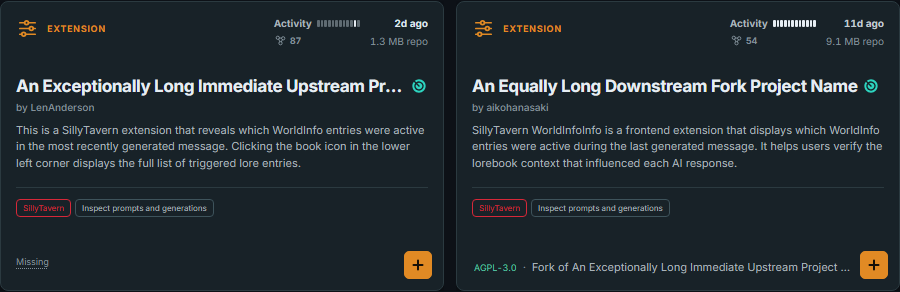 EXTENSION
Activity 2d ago
87 1.3 MB repo
An Exceptionally Long Immediate Upstream Pr...
by LenAnderson
This is a SillyTavern extension that reveals which WorldInfo entries were active
in the most recently generated message. Clicking the book icon in the lower
left corner displays the full list of triggered lore entries.
SillyTavern Inspect prompts and generations
Missing
EXTENSION
Activity 11d ago
54 9.1 MB repo
An Equally Long Downstream Fork Project Name
by aikohanasaki
SillyTavern WorldInfoInfo is a frontend extension that displays which WorldInfo
entries were active during the last generated message. It helps users verify the
lorebook context that influenced each AI response.
SillyTavern Inspect prompts and generations
AGPL-3.0 · Fork of An Exceptionally Long Immediate Upstream Project ...